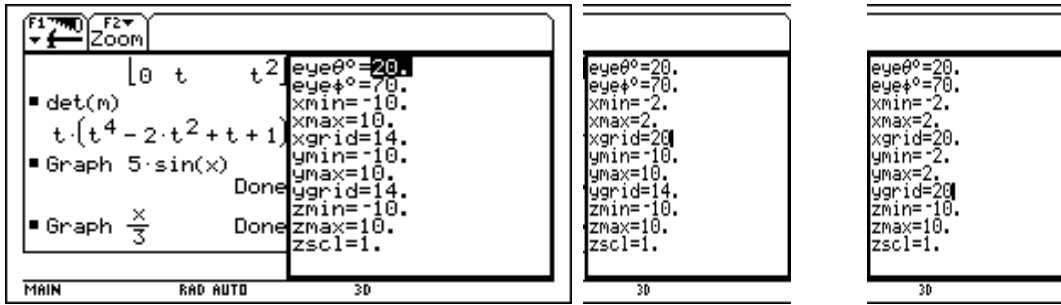 F1 F2
Zoom
[0 t t^2]
▪ det(m)
t·(t^4 - 2·t^2 + t + 1)
▪ Graph 5·sin(x)
Done
▪ Graph x/3 Done
eyeθ°=20.
eyeϕ°=70.
xmin=-10.
xmax=10.
xgrid=14.
ymin=-10.
ymax=10.
ygrid=14.
zmin=-10.
zmax=10.
zscl=1.
MAIN RAD AUTO 3D
eyeθ°=20.
eyeϕ°=70.
xmin=-2.
xmax=2.
xgrid=20
ymin=-10.
ymax=10.
ygrid=14.
zmin=-10.
zmax=10.
zscl=1.
3D
eyeθ°=20.
eyeϕ°=70.
xmin=-2.
xmax=2.
xgrid=20.
ymin=-2.
ymax=2.
ygrid=20
zmin=-10.
zmax=10.
zscl=1.
3D